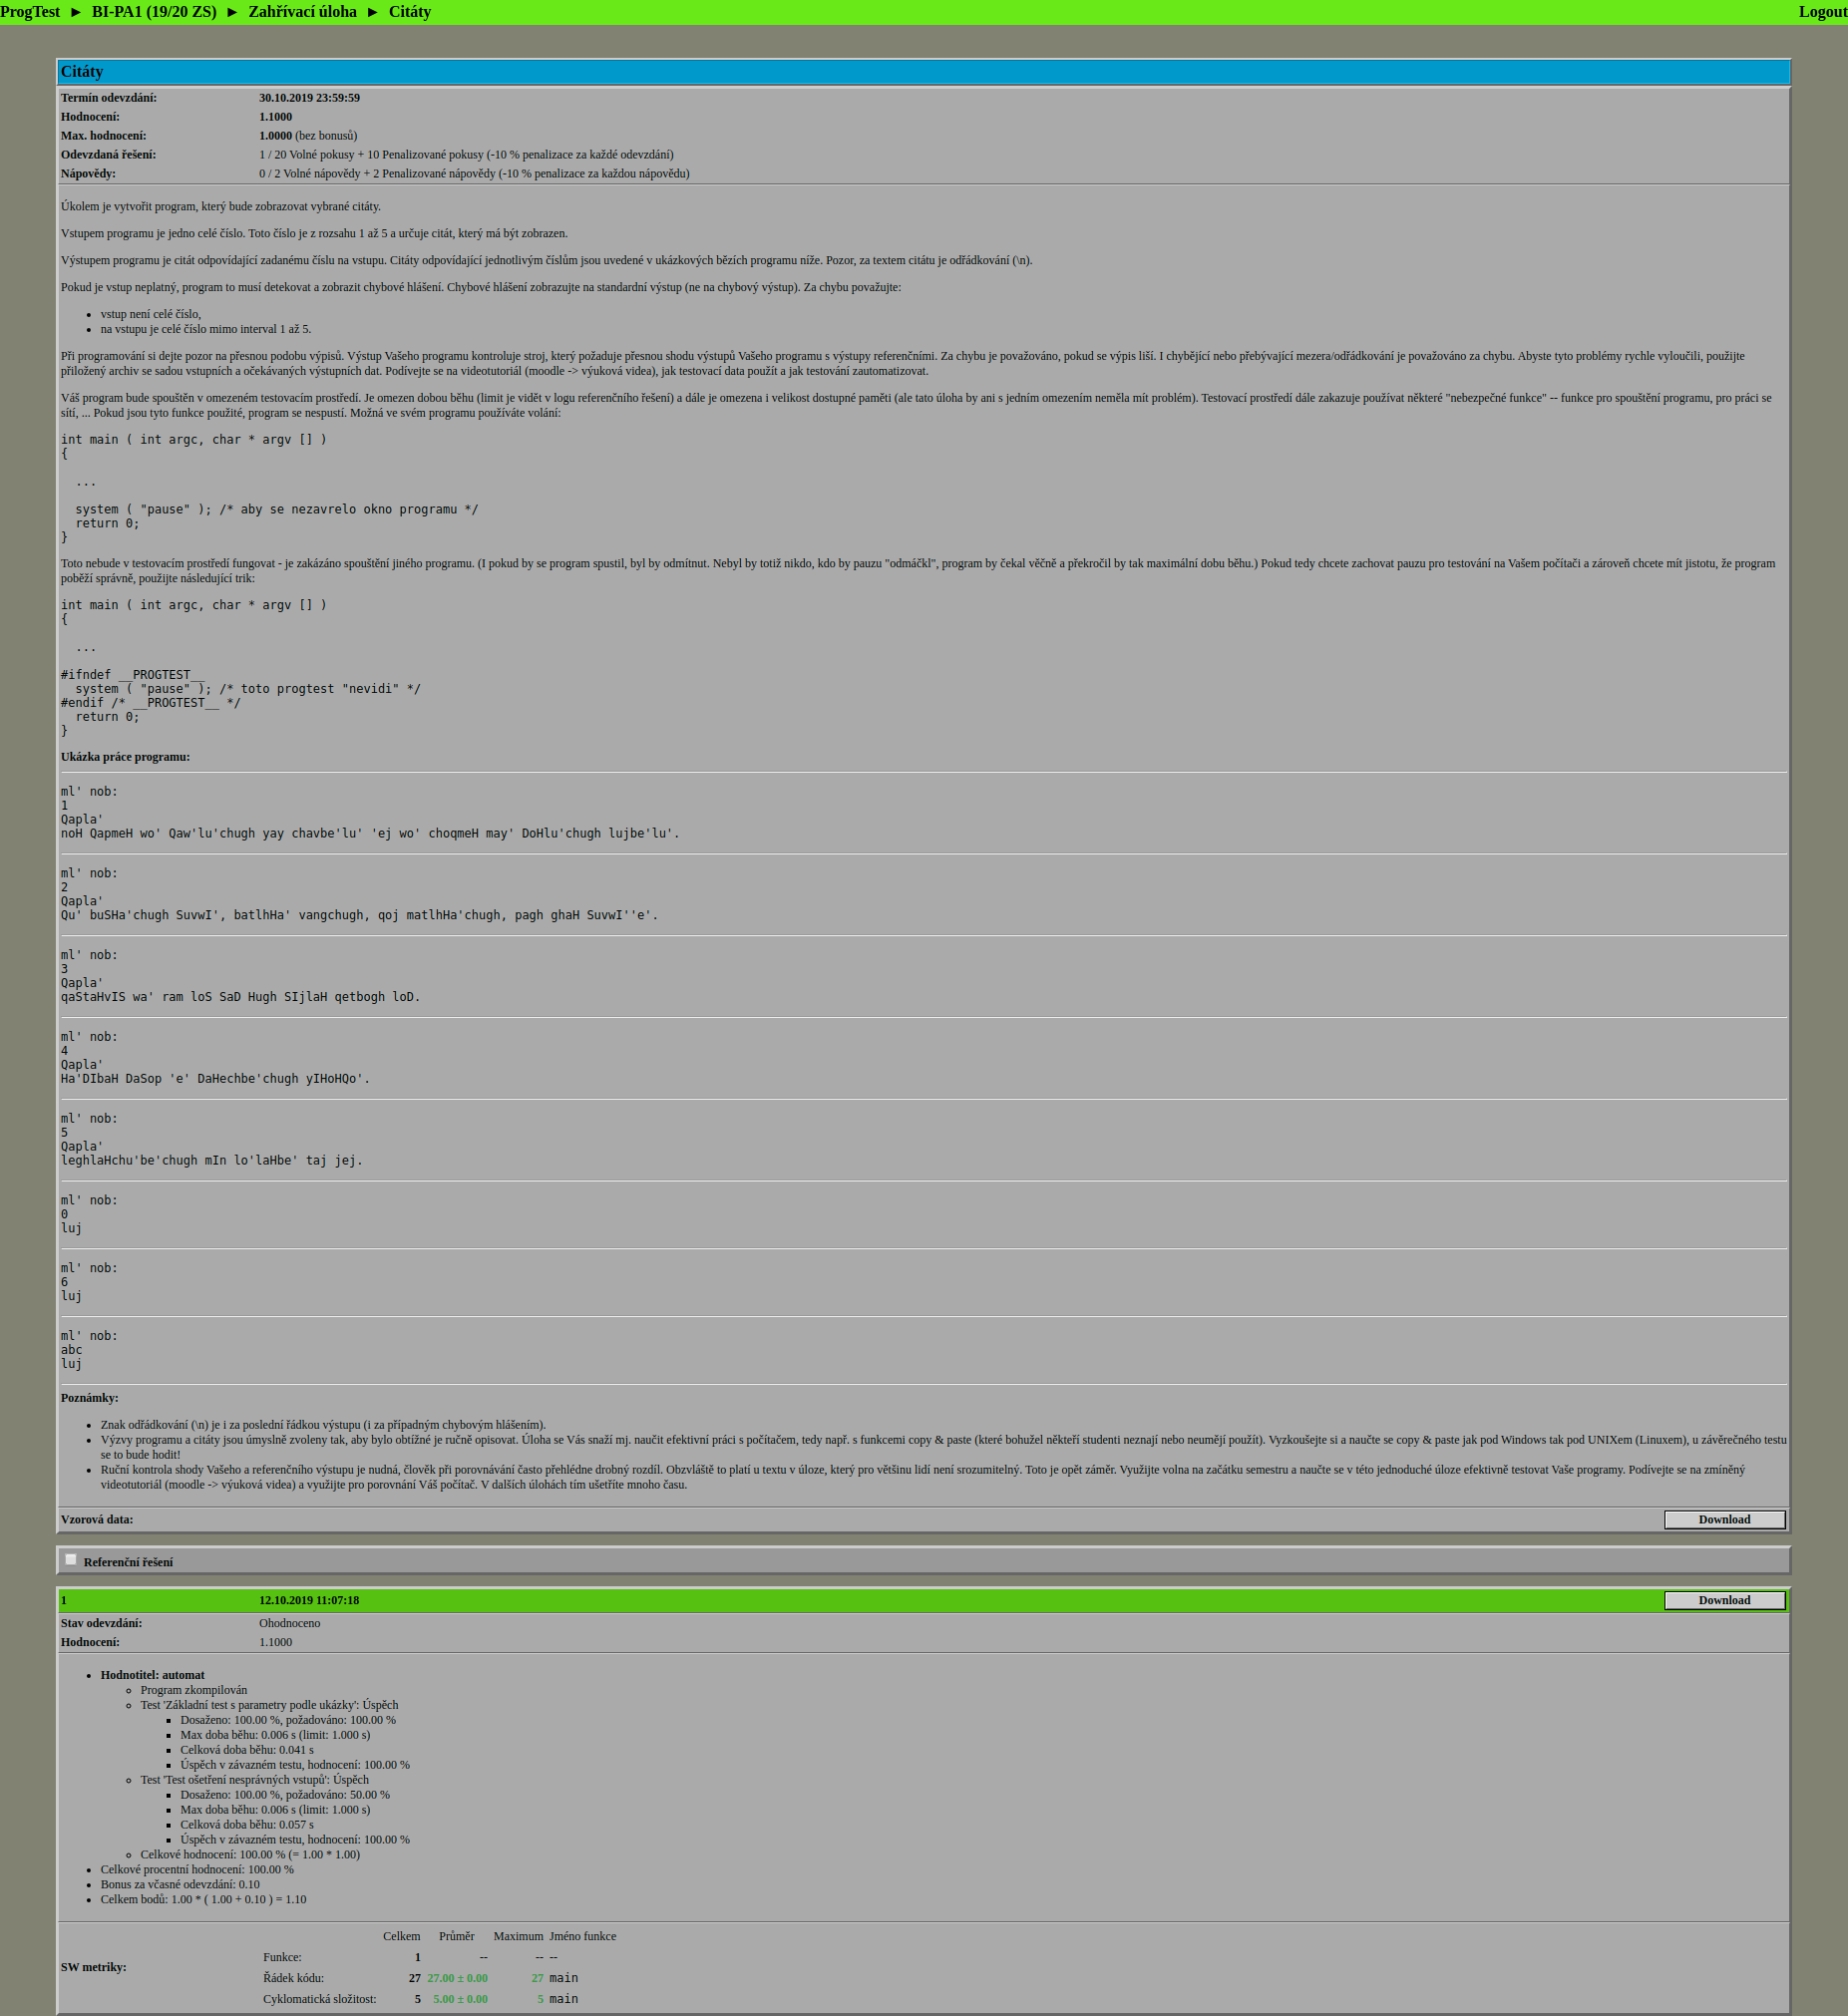 ProgTest ► BI-PA1 (19/20 ZS) ► Zahřívací úloha ► Citáty Logout
Citáty
Termín odevzdání: 30.10.2019 23:59:59
Hodnocení: 1.1000
Max. hodnocení: 1.0000 (bez bonusů)
Odevzdaná řešení: 1 / 20 Volné pokusy + 10 Penalizované pokusy (-10 % penalizace za každé odevzdání)
Nápovědy: 0 / 2 Volné nápovědy + 2 Penalizované nápovědy (-10 % penalizace za každou nápovědu)
Úkolem je vytvořit program, který bude zobrazovat vybrané citáty.
Vstupem programu je jedno celé číslo. Toto číslo je z rozsahu 1 až 5 a určuje citát, který má být zobrazen.
Výstupem programu je citát odpovídající zadanému číslu na vstupu. Citáty odpovídající jednotlivým číslům jsou uvedené v ukázkových bězích programu níže. Pozor, za textem citátu je odřádkování (\n).
Pokud je vstup neplatný, program to musí detekovat a zobrazit chybové hlášení. Chybové hlášení zobrazujte na standardní výstup (ne na chybový výstup). Za chybu považujte:
• vstup není celé číslo,
• na vstupu je celé číslo mimo interval 1 až 5.
Při programování si dejte pozor na přesnou podobu výpisů. Výstup Vašeho programu kontroluje stroj, který požaduje přesnou shodu výstupů Vašeho programu s výstupy referenčními. Za chybu je považováno, pokud se výpis liší. I chybějící nebo přebývající mezera/odřádkování je považováno za chybu. Abyste tyto problémy rychle vyloučili, použijte
přiložený archiv se sadou vstupních a očekávaných výstupních dat. Podívejte se na videotutoriál (moodle -> výuková videa), jak testovací data použít a jak testování zautomatizovat.
Váš program bude spouštěn v omezeném testovacím prostředí. Je omezen dobou běhu (limit je vidět v logu referenčního řešení) a dále je omezena i velikost dostupné paměti (ale tato úloha by ani s jedním omezením neměla mít problém). Testovací prostředí dále zakazuje používat některé "nebezpečné funkce" -- funkce pro spouštění programu, pro práci se
sítí, ... Pokud jsou tyto funkce použité, program se nespustí. Možná ve svém programu používáte volání:
int main ( int argc, char * argv [] )
{
...
system ( "pause" ); /* aby se nezavrelo okno programu */
return 0;
}
Toto nebude v testovacím prostředí fungovat - je zakázáno spouštění jiného programu. (I pokud by se program spustil, byl by odmítnut. Nebyl by totiž nikdo, kdo by pauzu "odmáčkl", program by čekal věčně a překročil by tak maximální dobu běhu.) Pokud tedy chcete zachovat pauzu pro testování na Vašem počítači a zároveň chcete mít jistotu, že program
poběží správně, použijte následující trik:
int main ( int argc, char * argv [] )
{
...
#ifndef __PROGTEST__
system ( "pause" ); /* toto progtest "nevidi" */
#endif /* __PROGTEST__ */
return 0;
}
Ukázka práce programu:
ml' nob:
1
Qapla'
noH QapmeH wo' Qaw'lu'chugh yay chavbe'lu' 'ej wo' choqmeH may' DoHlu'chugh lujbe'lu'.
ml' nob:
2
Qapla'
Qu' buSHa'chugh SuvwI', batlhHa' vangchugh, qoj matlhHa'chugh, pagh ghaH SuvwI''e'.
ml' nob:
3
Qapla'
qaStaHvIS wa' ram loS SaD Hugh SIjlaH qetbogh loD.
ml' nob:
4
Qapla'
Ha'DIbaH DaSop 'e' DaHechbe'chugh yIHoHQo'.
ml' nob:
5
Qapla'
leghlaHchu'be'chugh mIn lo'laHbe' taj jej.
ml' nob:
0
luj
ml' nob:
6
luj
ml' nob:
abc
luj
Poznámky:
• Znak odřádkování (\n) je i za poslední řádkou výstupu (i za případným chybovým hlášením).
• Výzvy programu a citáty jsou úmyslně zvoleny tak, aby bylo obtížné je ručně opisovat. Úloha se Vás snaží mj. naučit efektivní práci s počítačem, tedy např. s funkcemi copy & paste (které bohužel někteří studenti neznají nebo neumějí použít). Vyzkoušejte si a naučte se copy & paste jak pod Windows tak pod UNIXem (Linuxem), u závěrečného testu
se to bude hodit!
• Ruční kontrola shody Vašeho a referenčního výstupu je nudná, člověk při porovnávání často přehlédne drobný rozdíl. Obzvláště to platí u textu v úloze, který pro většinu lidí není srozumitelný. Toto je opět záměr. Využijte volna na začátku semestru a naučte se v této jednoduché úloze efektivně testovat Vaše programy. Podívejte se na zmíněný
videotutoriál (moodle -> výuková videa) a využijte pro porovnání Váš počítač. V dalších úlohách tím ušetříte mnoho času.
Vzorová data: Download
Referenční řešení
1 12.10.2019 11:07:18 Download
Stav odevzdání: Ohodnoceno
Hodnocení: 1.1000
• Hodnotitel: automat
Program zkompilován
Test 'Základní test s parametry podle ukázky': Úspěch
Dosaženo: 100.00 %, požadováno: 100.00 %
Max doba běhu: 0.006 s (limit: 1.000 s)
Celková doba běhu: 0.041 s
Úspěch v závazném testu, hodnocení: 100.00 %
Test 'Test ošetření nesprávných vstupů': Úspěch
Dosaženo: 100.00 %, požadováno: 50.00 %
Max doba běhu: 0.006 s (limit: 1.000 s)
Celková doba běhu: 0.057 s
Úspěch v závazném testu, hodnocení: 100.00 %
Celkové hodnocení: 100.00 % (= 1.00 * 1.00)
• Celkové procentní hodnocení: 100.00 %
• Bonus za včasné odevzdání: 0.10
• Celkem bodů: 1.00 * ( 1.00 + 0.10 ) = 1.10
SW metriky:
Celkem Průměr Maximum Jméno funkce
Funkce: 1 -- -- --
Řádek kódu: 27 27.00 ± 0.00 27 main
Cyklomatická složitost: 5 5.00 ± 0.00 5 main